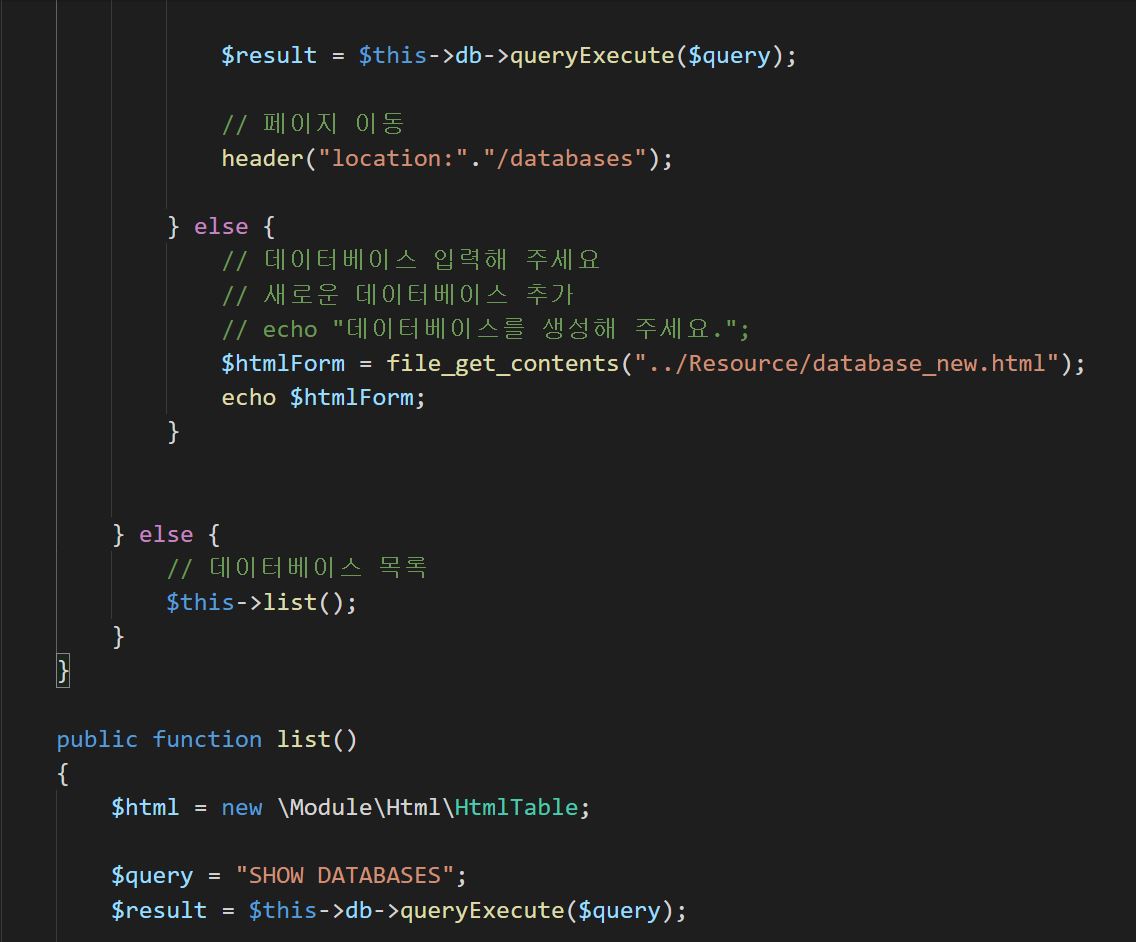 $result = $this->db->queryExecute($query);
// 페이지 이동
header("location:"."/databases");
} else {
// 데이터베이스 입력해 주세요
// 새로운 데이터베이스 추가
// echo "데이터베이스를 생성해 주세요.";
$htmlForm = file_get_contents("../Resource/database_new.html");
echo $htmlForm;
}
} else {
// 데이터베이스 목록
$this->list();
}
}
public function list()
{
$html = new \Module\Html\HtmlTable;
$query = "SHOW DATABASES";
$result = $this->db->queryExecute($query);